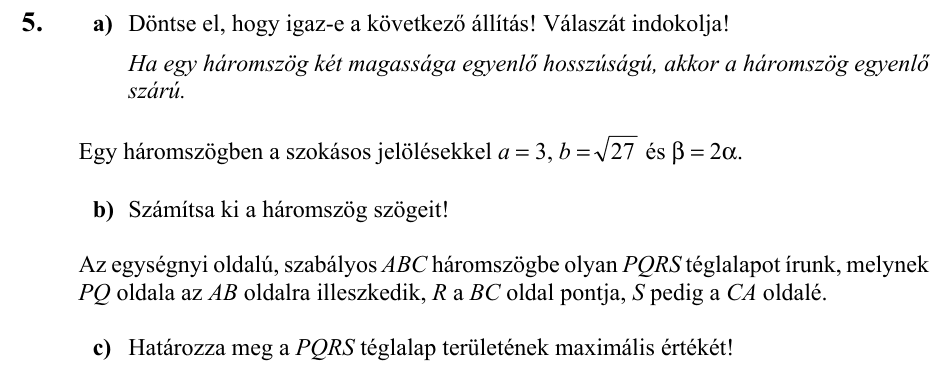 5. a) Döntse el, hogy igaz-e a következő állítás! Válaszát indokolja!
Ha egy háromszög két magassága egyenlő hosszúságú, akkor a háromszög egyenlő
szárú.
Egy háromszögben a szokásos jelölésekkel a = 3, b = √27 és β = 2α.
b) Számítsa ki a háromszög szögeit!
Az egységnyi oldalú, szabályos ABC háromszögbe olyan PQRS téglalapot írunk, melynek
PQ oldala az AB oldalra illeszkedik, R a BC oldal pontja, S pedig a CA oldalé.
c) Határozza meg a PQRS téglalap területének maximális értékét!